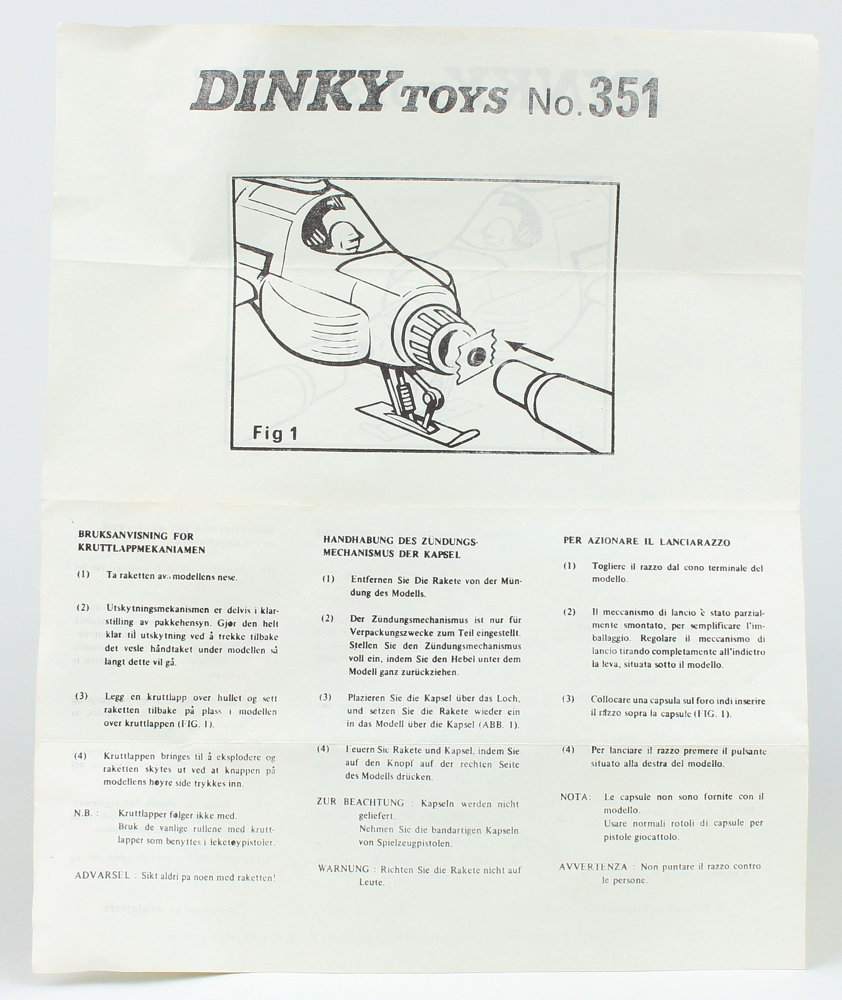 DINKY TOYS No. 351
Fig 1
BRUKSANVISNING FOR
KRUTTLAPPMEKANIAMEN
(1) Ta raketten av modellens nese.
(2) Utskytningsmekanismen er delvis i klar-
stilling av pakkehensyn. Gjør den helt
klar til utskytning ved å trekke tilbake
det vesle håndtaket under modellen så
langt dette vil gå.
(3) Legg en kruttlapp over hullet og sett
raketten tilbake på plass i modellen
over kruttlappen (FIG. 1).
(4) Kruttlappen bringes til å eksplodere og
raketten skytes ut ved at knappen på
modellens høyre side trykkes inn.
N.B. : Kruttlapper følger ikke med.
Bruk de vanlige rullene med krutt-
lapper som benyttes i leketøypistoler.
ADVARSEL : Sikt aldri pa noen med raketten!
HANDHABUNG DES ZÜNDUNGS-
MECHANISMUS DER KAPSEL
(1) Entfernen Sie Die Rakete von der Mün-
dung des Modells.
(2) Der Zündungsmechanismus ist nur für
Verpackungszwecke zum Teil eingestellt.
Stellen Sie den Zündungsmechanismus
voll ein, indem Sie den Hebel unter dem
Modell ganz zurückziehen.
(3) Plazieren Sie die Kapsel über das Loch,
und setzen Sie die Rakete wieder ein
in das Modell über die Kapsel (ABB. 1).
(4) Feuern Sie Rakete und Kapsel, indem Sie
auf den Knopf auf der rechten Seite
des Modells drücken.
ZUR BEACHTUNG : Kapseln werden nicht
geliefert.
Nehmen Sie die bandartigen Kapseln
von Spielzeugpistolen.
WARNUNG : Richten Sie die Rakete nicht auf
Leute.
PER AZIONARE IL LANCIARAZZO
(1) Togliere il razzo dal cono terminale del
modello.
(2) Il meccanismo di lancio è stato parzial-
mente smontato, per semplificare l'im-
ballaggio. Regolare il meccanismo di
lancio tirando completamente all'indietro
la leva, situata sotto il modello.
(3) Collocare una capsula sul foro indi inserire
il razzo sopra la capsule (FIG. 1).
(4) Per lanciare il razzo premere il pulsante
situato alla destra del modello.
NOTA: Le capsule non sono fornite con il
modello.
Usare normali rotoli di capsule per
pistole giocattolo.
AVVERTENZA : Non puntare il razzo contro
le persone.